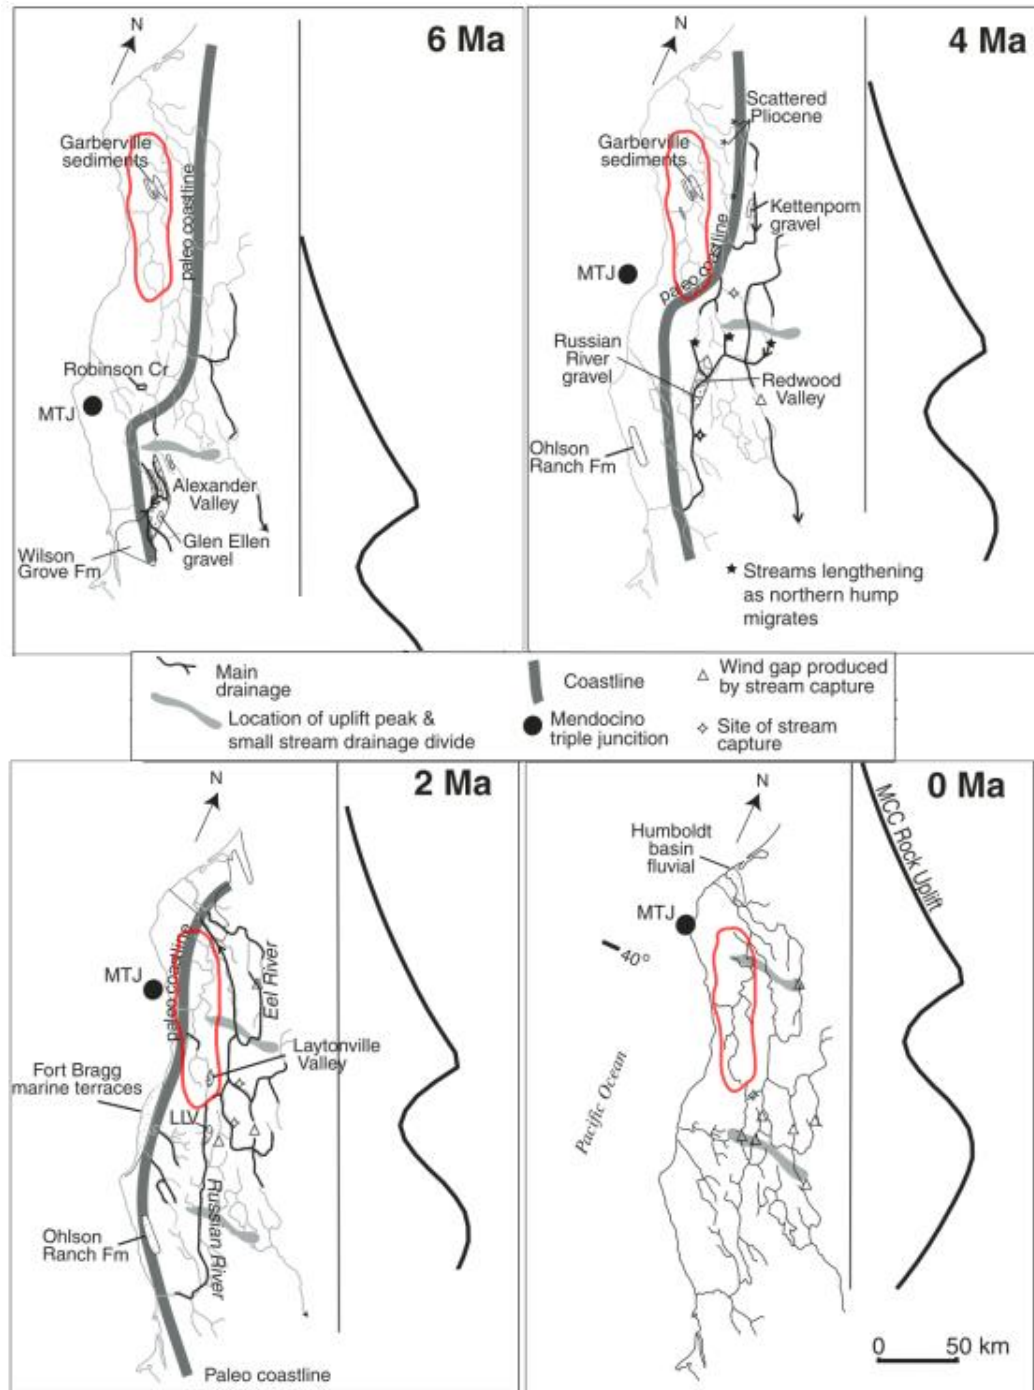 N
6 Ma
Garberville
sediments
paleo coastline
Robinson Cr
MTJ
Alexander
Valley
Glen Ellen
gravel
Wilson
Grove Fm
N
4 Ma
Scattered
Pliocene
Garberville
sediments
Kettenpom
gravel
MTJ
paleo coastline
Russian
River
gravel
Redwood
Valley
Ohlson
Ranch Fm
★ Streams lengthening
as northern hump
migrates
Main
drainage
Location of uplift peak &
small stream drainage divide
Coastline
Mendocino
triple junction
Wind gap produced
by stream capture
Site of stream
capture
N
2 Ma
paleo coastline
MTJ
Eel River
Laytonville
Valley
Fort Bragg
marine terraces
LLV
Russian River
Ohlson
Ranch Fm
Paleo coastline
N
0 Ma
MCC Rock Uplift
Humboldt
basin
fluvial
MTJ
40°
Pacific Ocean
0 50 km